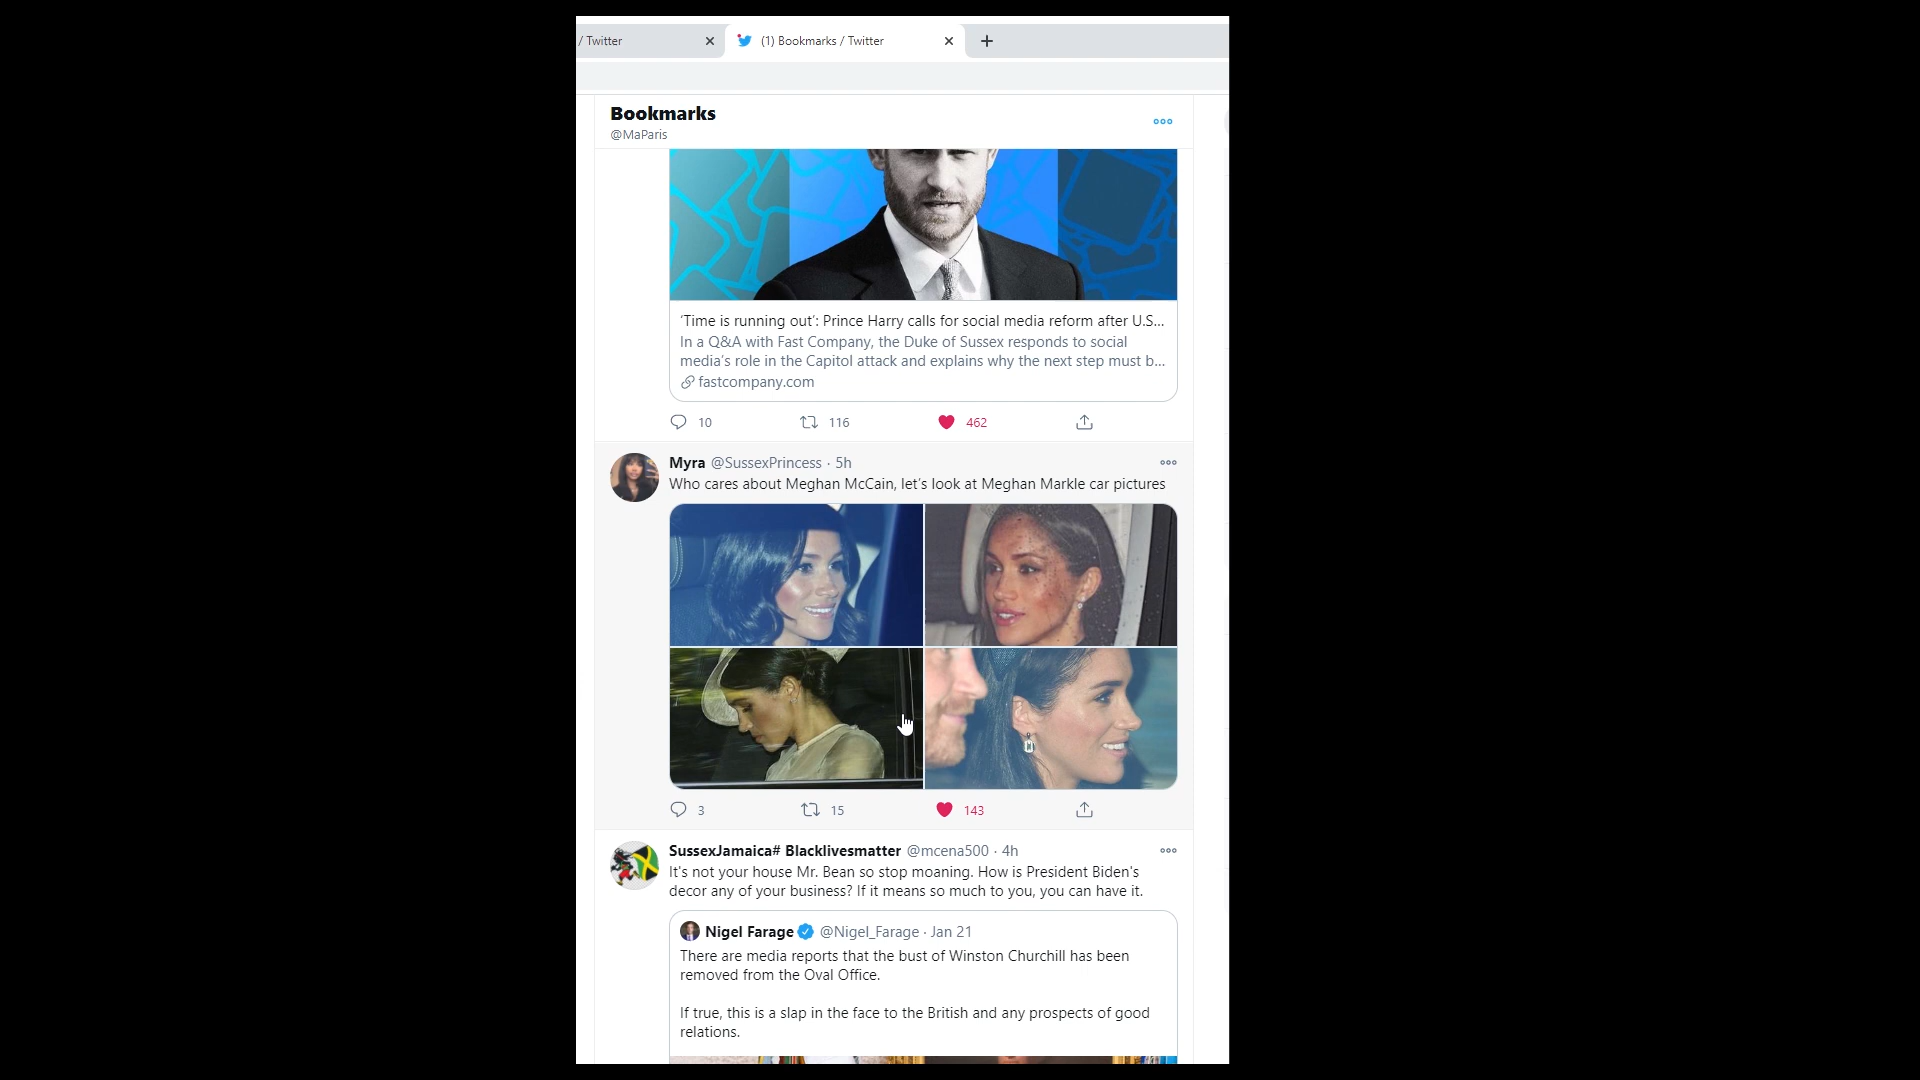 / Twitter
(1) Bookmarks / Twitter
Bookmarks
@MaParis
‘Time is running out’: Prince Harry calls for social media reform after U.S...
In a Q&A with Fast Company, the Duke of Sussex responds to social
media’s role in the Capitol attack and explains why the next step must b...
fastcompany.com
10 116 462
Myra @SussexPrincess · 5h
Who cares about Meghan McCain, let’s look at Meghan Markle car pictures
3 15 143
SussexJamaica# Blacklivesmatter @mcena500 · 4h
It's not your house Mr. Bean so stop moaning. How is President Biden's
decor any of your business? If it means so much to you, you can have it.
Nigel Farage @Nigel_Farage · Jan 21
There are media reports that the bust of Winston Churchill has been
removed from the Oval Office.
If true, this is a slap in the face to the British and any prospects of good
relations.